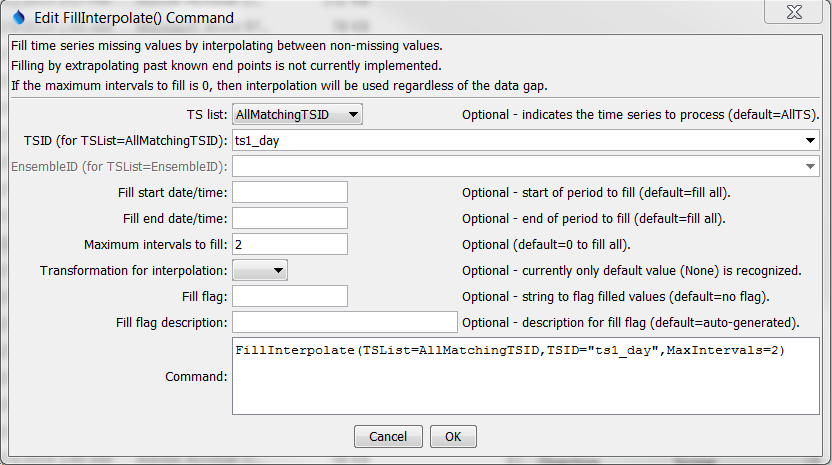 Edit FillInterpolate() Command
Fill time series missing values by interpolating between non-missing values.
Filling by extrapolating past known end points is not currently implemented.
If the maximum intervals to fill is 0, then interpolation will be used regardless of the data gap.
TS list: AllMatchingTSID Optional - indicates the time series to process (default=AllTS).
TSID (for TSList=AllMatchingTSID): ts1_day
EnsembleID (for TSList=EnsembleID):
Fill start date/time: Optional - start of period to fill (default=fill all).
Fill end date/time: Optional - end of period to fill (default=fill all).
Maximum intervals to fill: 2 Optional (default=0 to fill all).
Transformation for interpolation: Optional - currently only default value (None) is recognized.
Fill flag: Optional - string to flag filled values (default=no flag).
Fill flag description: Optional - description for fill flag (default=auto-generated).
Command: FillInterpolate(TSList=AllMatchingTSID,TSID="ts1_day",MaxIntervals=2)
Cancel OK